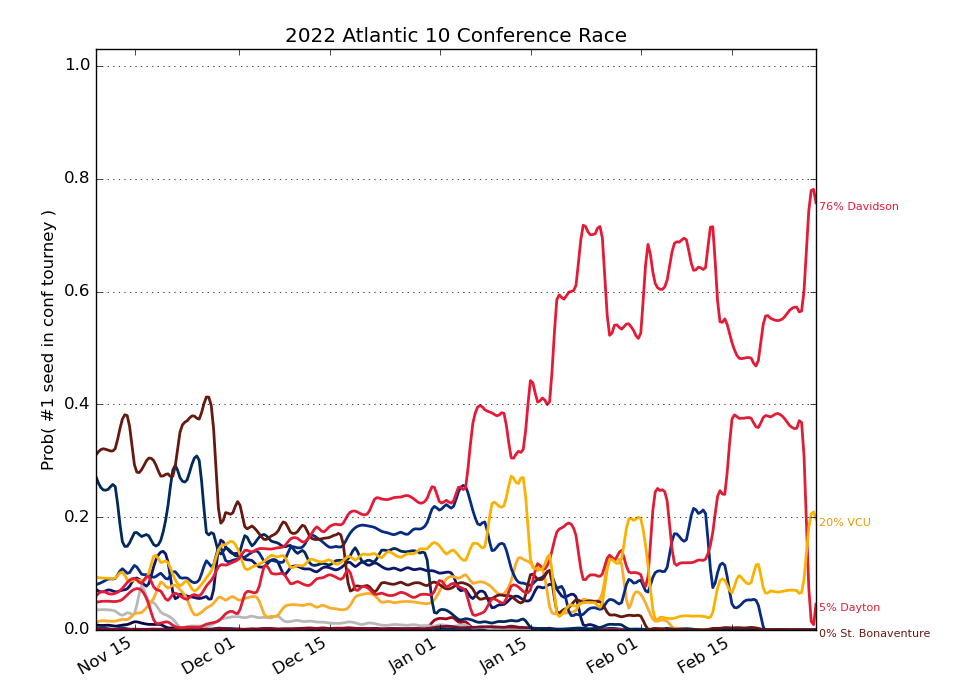 2022 Atlantic 10 Conference Race
Prob( #1 seed in conf tourney )
1.0
0.8
0.6
0.4
0.2
0.0
Nov 15
Dec 01
Dec 15
Jan 01
Jan 15
Feb 01
Feb 15
76% Davidson
20% VCU
5% Dayton
0% St. Bonaventure